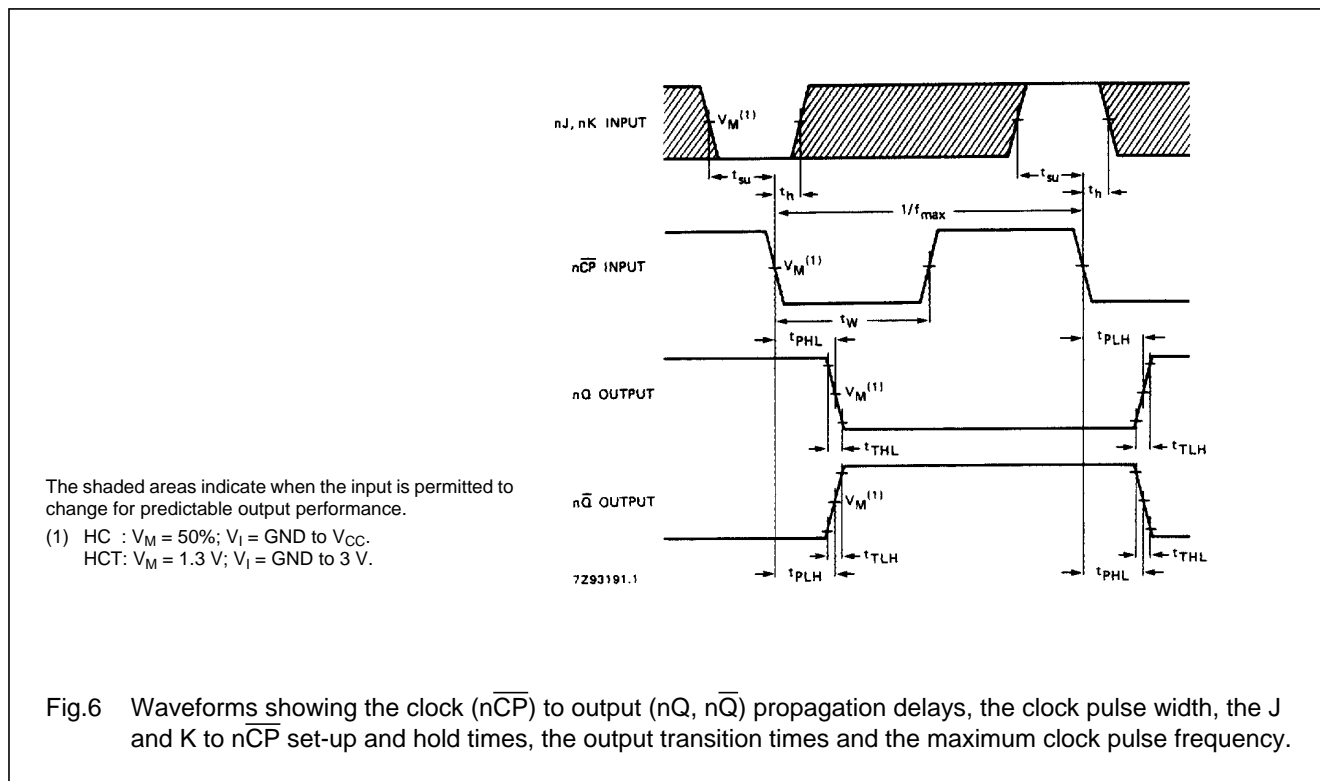 nJ, nK INPUT
V_M^(1)
t_su
t_h
t_su
t_h
1/f_max
nC̅P̅ INPUT
V_M^(1)
t_W
t_PHL
t_PLH
nQ OUTPUT
V_M^(1)
t_THL
t_TLH
nQ̅ OUTPUT
V_M^(1)
t_TLH
t_THL
t_PLH
t_PHL
7Z93191.1
The shaded areas indicate when the input is permitted to
change for predictable output performance.
(1) HC : V_M = 50%; V_I = GND to V_CC.
HCT: V_M = 1.3 V; V_I = GND to 3 V.
Fig.6 Waveforms showing the clock (nC̅P̅) to output (nQ, nQ̅) propagation delays, the clock pulse width, the J
and K to nC̅P̅ set-up and hold times, the output transition times and the maximum clock pulse frequency.